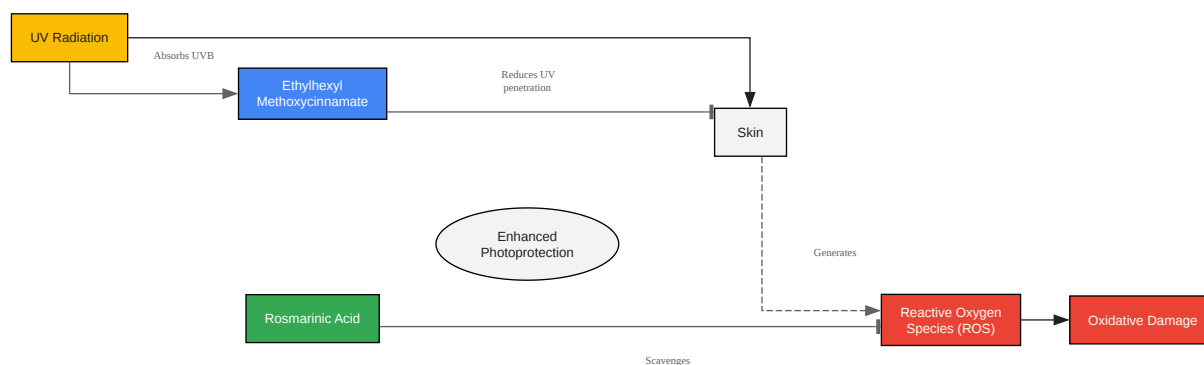 UV Radiation
Absorbs UVB
Ethylhexyl
Methoxycinnamate
Reduces UV
penetration
Skin
Enhanced
Photoprotection
Generates
Rosmarinic Acid
Reactive Oxygen
Species (ROS)
Oxidative Damage
Scavenges